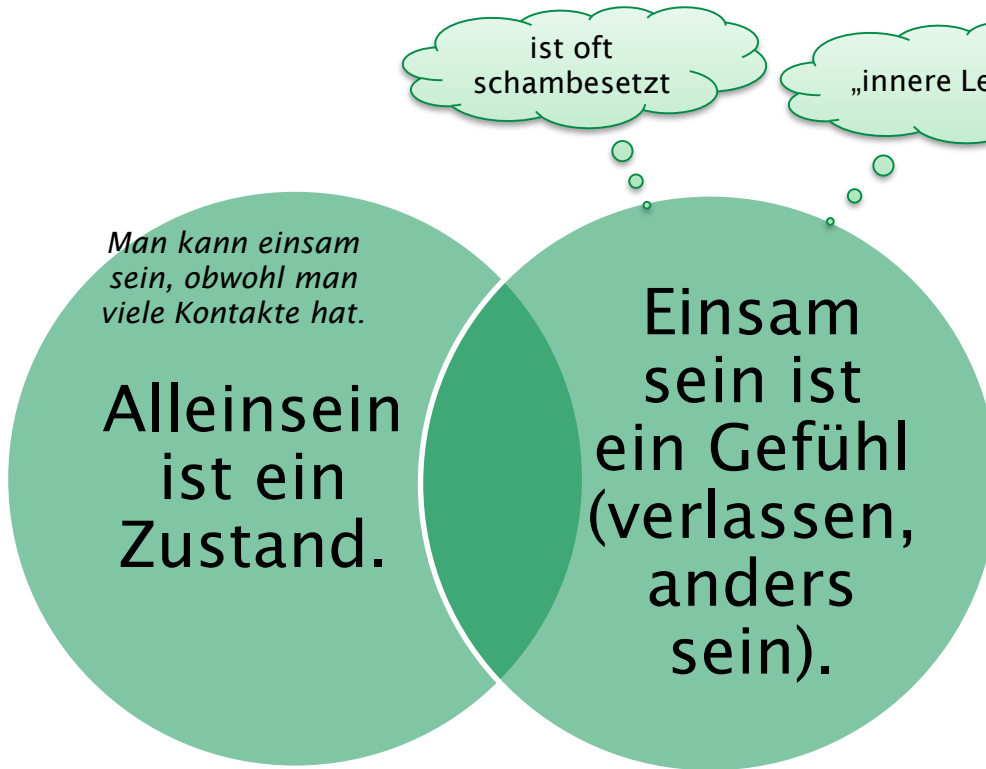 ist oft
schambesetzt
„innere
Man kann einsam
sein, obwohl man
viele Kontakte hat.
Alleinsein
ist ein
Zustand.
Einsam
sein ist
ein Gefühl
(verlassen,
anders
sein).